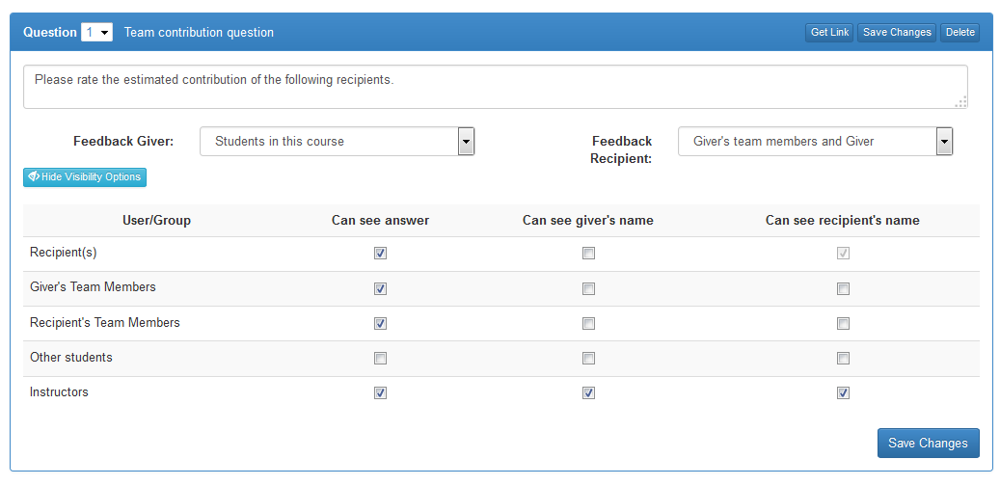 Question 1 Team contribution question Get Link Save Changes Delete
Please rate the estimated contribution of the following recipients.
Feedback Giver: Students in this course Feedback Recipient: Giver's team members and Giver
Hide Visibility Options
User/Group Can see answer Can see giver's name Can see recipient's name
Recipient(s)
Giver's Team Members
Recipient's Team Members
Other students
Instructors
Save Changes